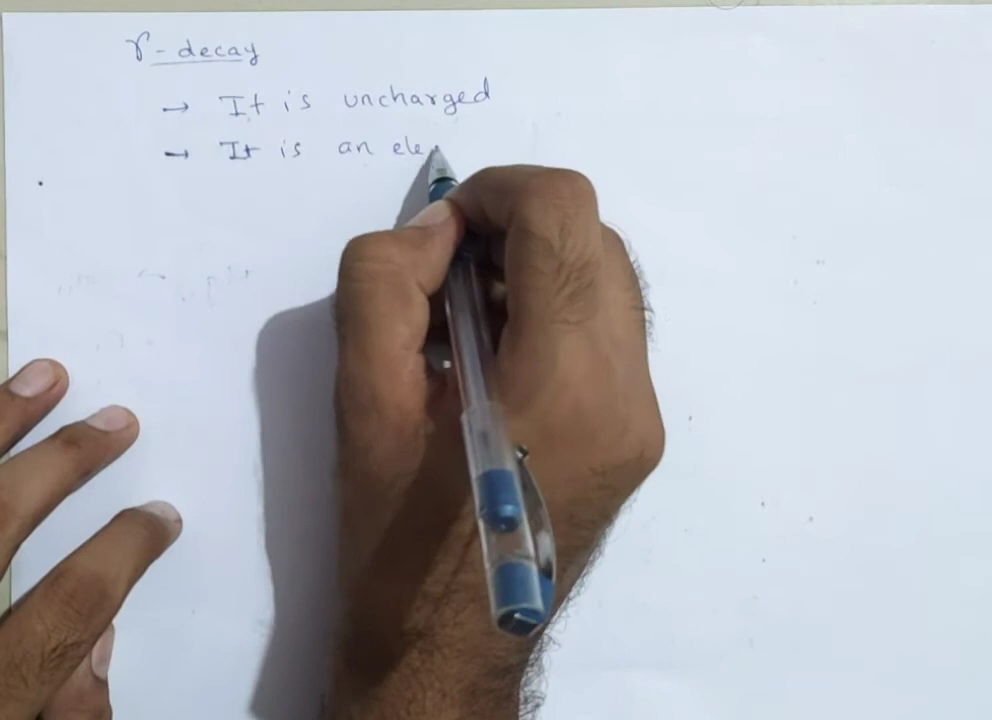 γ-decay
→ It is uncharged
→ It is an ele